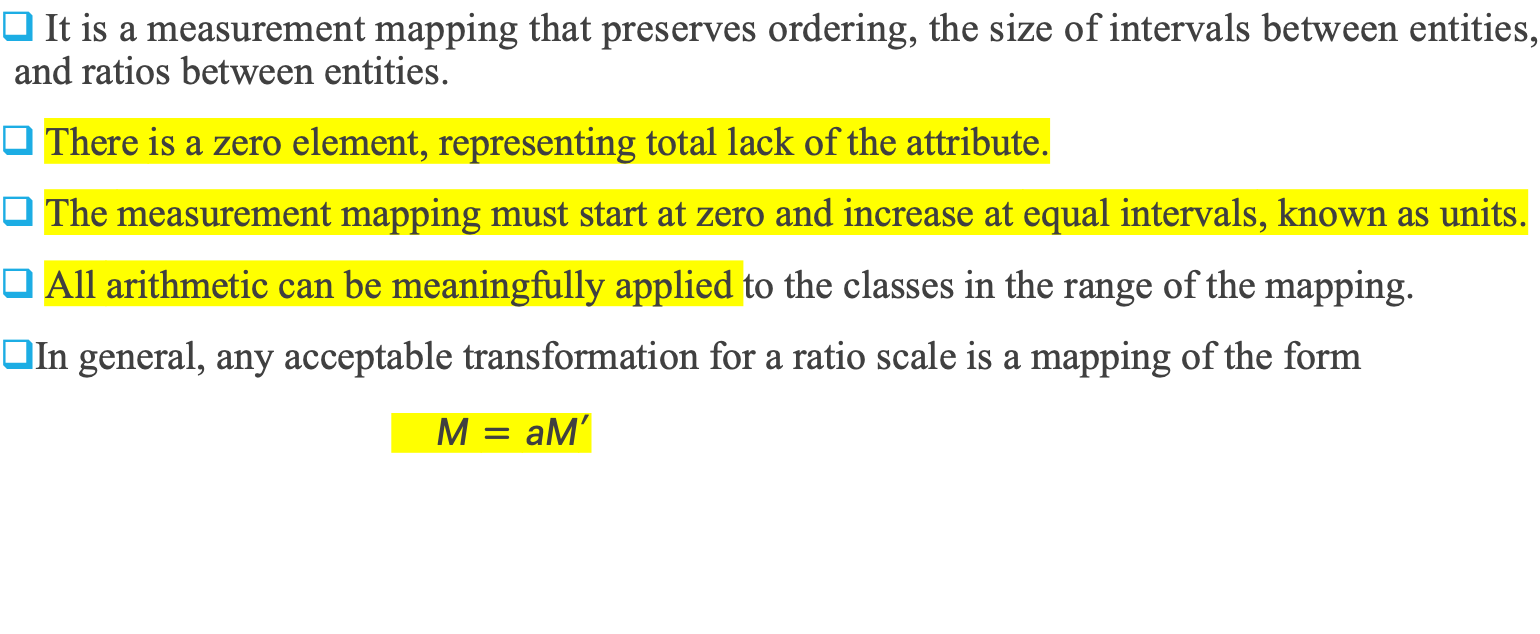 ❑ It is a measurement mapping that preserves ordering, the size of intervals between entities,
and ratios between entities.
❑ There is a zero element, representing total lack of the attribute.
❑ The measurement mapping must start at zero and increase at equal intervals, known as units.
❑ All arithmetic can be meaningfully applied to the classes in the range of the mapping.
❑In general, any acceptable transformation for a ratio scale is a mapping of the form
M = aM′